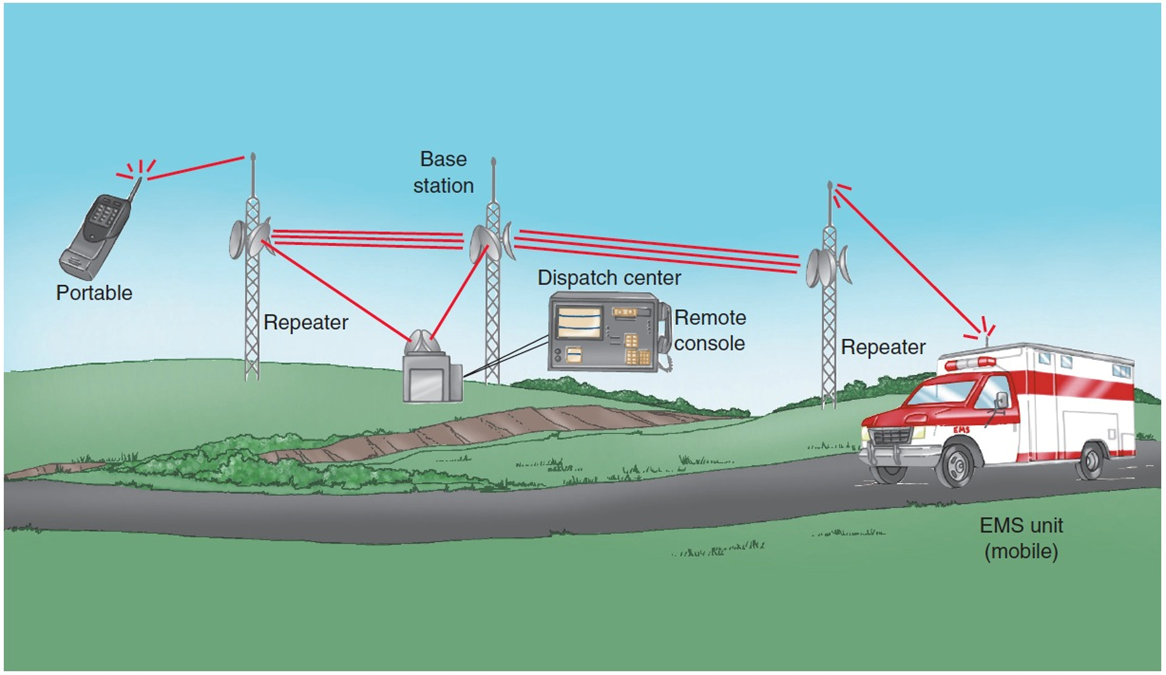 Base
station
Dispatch center
Portable
Repeater
Remote
console
Repeater
EMS
EMS unit
(mobile)